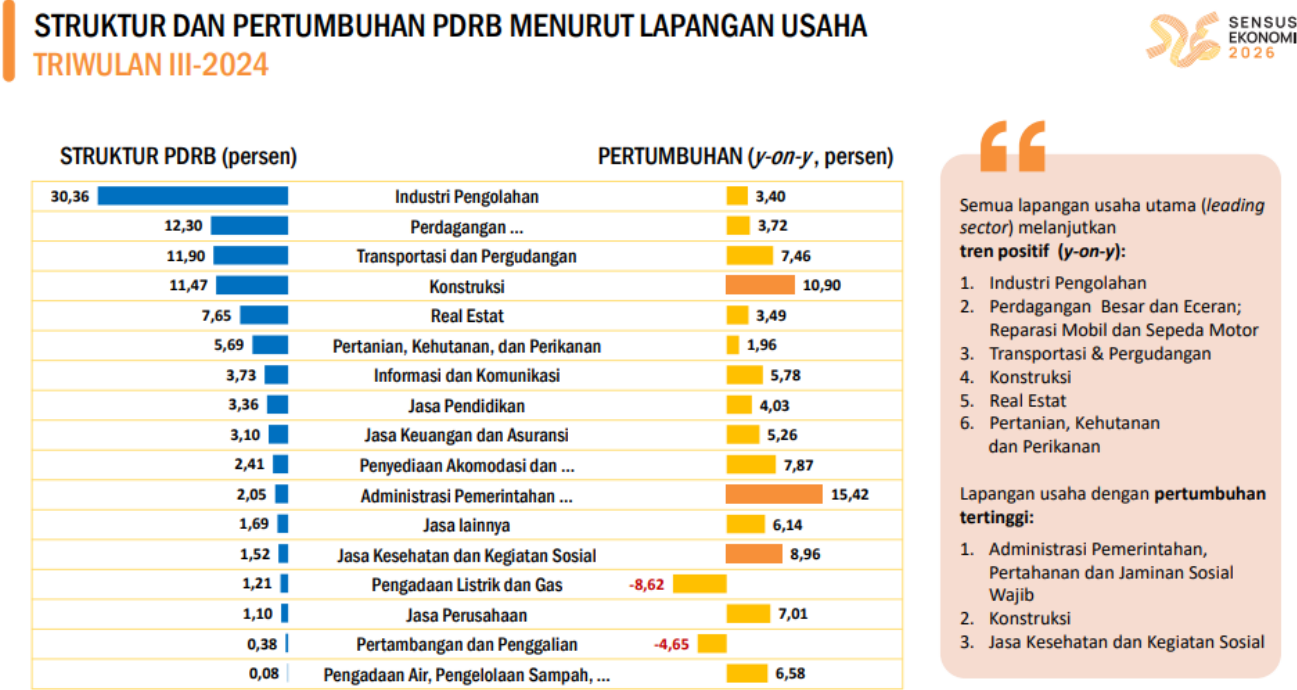 STRUKTUR DAN PERTUMBUHAN PDRB MENURUT LAPANGAN USAHA
TRIWULAN III-2024
SENSUS
EKONOMI
2026
STRUKTUR PDRB (persen)
PERTUMBUHAN (y-on-y, persen)
30,36 Industri Pengolahan 3,40
12,30 Perdagangan ... 3,72
11,90 Transportasi dan Pergudangan 7,46
11,47 Konstruksi 10,90
7,65 Real Estat 3,49
5,69 Pertanian, Kehutanan, dan Perikanan 1,96
3,73 Informasi dan Komunikasi 5,78
3,36 Jasa Pendidikan 4,03
3,10 Jasa Keuangan dan Asuransi 5,26
2,41 Penyediaan Akomodasi dan ... 7,87
2,05 Administrasi Pemerintahan ... 15,42
1,69 Jasa lainnya 6,14
1,52 Jasa Kesehatan dan Kegiatan Sosial 8,96
1,21 Pengadaan Listrik dan Gas -8,62
1,10 Jasa Perusahaan 7,01
0,38 Pertambangan dan Penggalian -4,65
0,08 Pengadaan Air, Pengelolaan Sampah, ... 6,58
Semua lapangan usaha utama (leading
sector) melanjutkan
tren positif (y-on-y):
1. Industri Pengolahan
2. Perdagangan Besar dan Eceran;
Reparasi Mobil dan Sepeda Motor
3. Transportasi & Pergudangan
4. Konstruksi
5. Real Estat
6. Pertanian, Kehutanan
dan Perikanan
Lapangan usaha dengan pertumbuhan
tertinggi:
1. Administrasi Pemerintahan,
Pertahanan dan Jaminan Sosial
Wajib
2. Konstruksi
3. Jasa Kesehatan dan Kegiatan Sosial